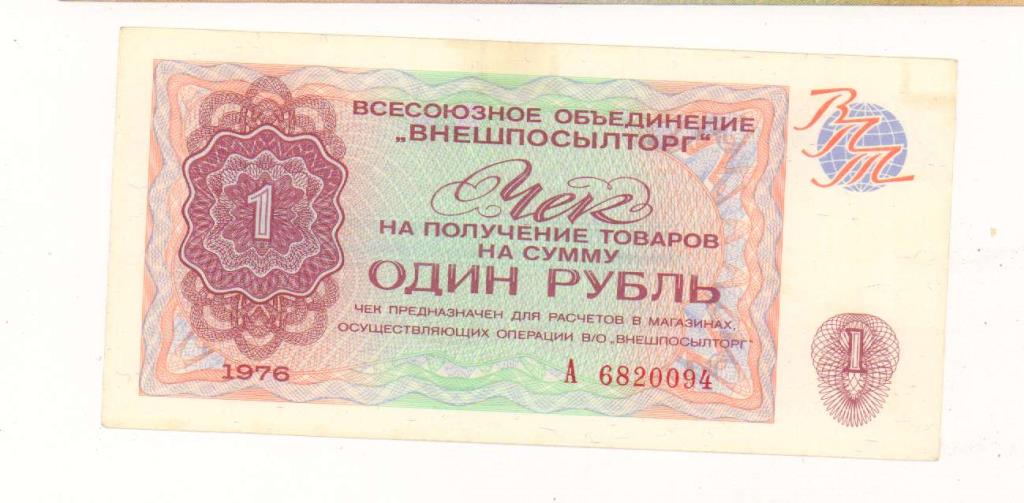 ВСЕСОЮЗНОЕ ОБЪЕДИНЕНИЕ
„ВНЕШПОСЫЛТОРГ“
ВПТ
1
Чек
НА ПОЛУЧЕНИЕ ТОВАРОВ
НА СУММУ
ОДИН РУБЛЬ
ЧЕК ПРЕДНАЗНАЧЕН ДЛЯ РАСЧЕТОВ В МАГАЗИНАХ,
ОСУЩЕСТВЛЯЮЩИХ ОПЕРАЦИИ В/О „ВНЕШПОСЫЛТОРГ“
1
1976
А 6820094